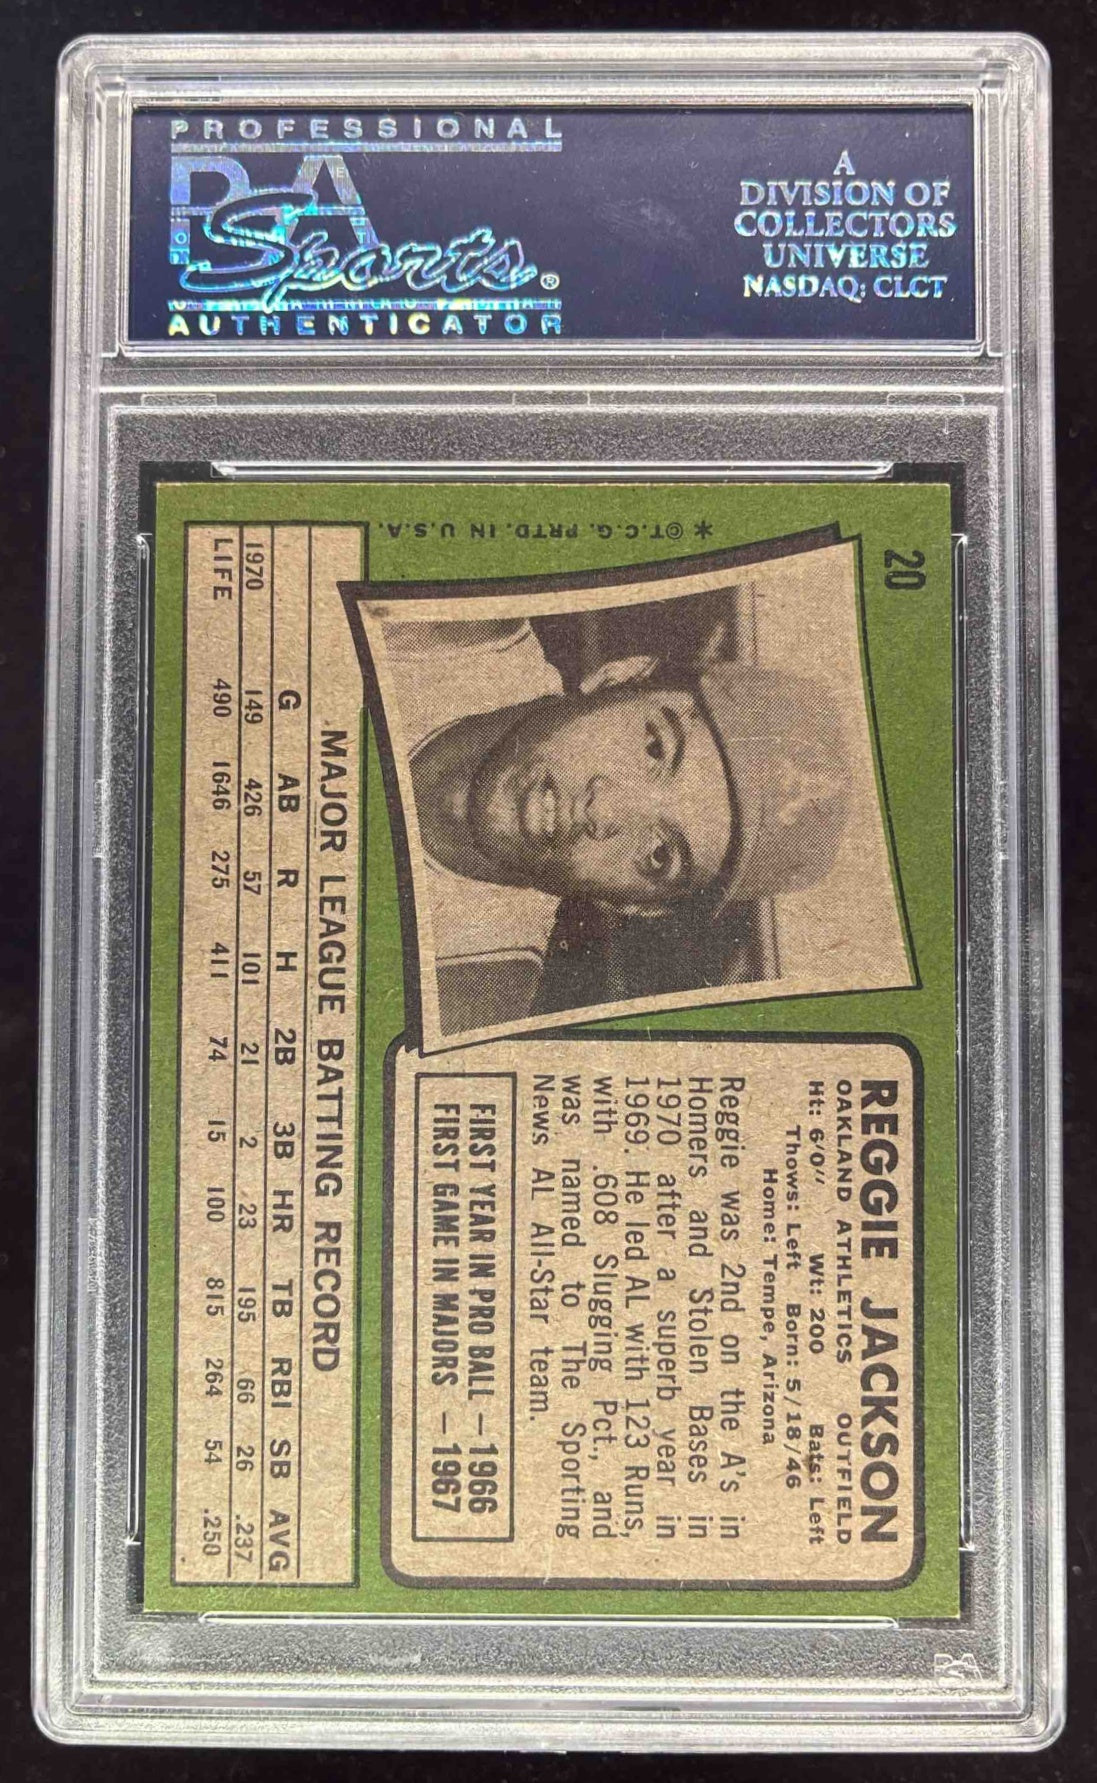 PROFESSIONAL
PSA
Sports®
AUTHENTICATOR
A
DIVISION OF
COLLECTORS
UNIVERSE
NASDAQ: CLCT
20
* ©T.C.G. PRTD. IN U.S.A.
REGGIE JACKSON
OAKLAND ATHLETICS OUTFIELD
Ht: 6'0'' Wt: 200 Bats: Left
Thows: Left Born: 5/18/46
Home: Tempe, Arizona
Reggie was 2nd on the A's in
Homers and Stolen Bases in
1970 after a superb year in
1969. He led AL with 123 Runs,
with .608 Slugging Pct., and
was named to The Sporting
News AL All-Star team.
FIRST YEAR IN PRO BALL – 1966
FIRST GAME IN MAJORS – 1967
MAJOR LEAGUE BATTING RECORD
G AB R H 2B 3B HR TB RBI SB AVG
1970 149 426 57 101 21 2 23 195 66 26 .237
LIFE 490 1646 275 411 74 15 100 815 264 54 .250
PSA